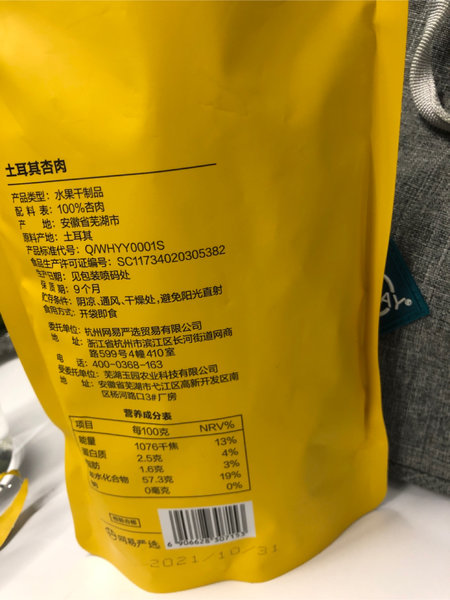 土耳其杏肉
产品类型: 水果干制品
配 料 表: 100%杏肉
产 地: 安徽省芜湖市
原料产地: 土耳其
产品标准代号: Q/WHYY0001S
食品生产许可证编号: SC11734020305382
生产日期: 见包装喷码处
保 质 期: 9个月
贮存条件: 阴凉、通风、干燥处, 避免阳光直射
食用方式: 开袋即食
委托单位: 杭州网易严选贸易有限公司
地 址: 浙江省杭州市滨江区长河街道网商
路599号4幢410室
电 话: 400-0368-163
受委托单位: 芜湖玉园农业科技有限公司
地 址: 安徽省芜湖市弋江区高新开发区南
区杨河路口3#厂房
营养成分表
项目 每100克 NRV%
能量 1076千焦 13%
蛋白质 2.5克 4%
脂肪 1.6克 3%
碳水化合物 57.3克 19%
钠 0毫克 0%
网易严选
6 906628 307153
2021/10/31